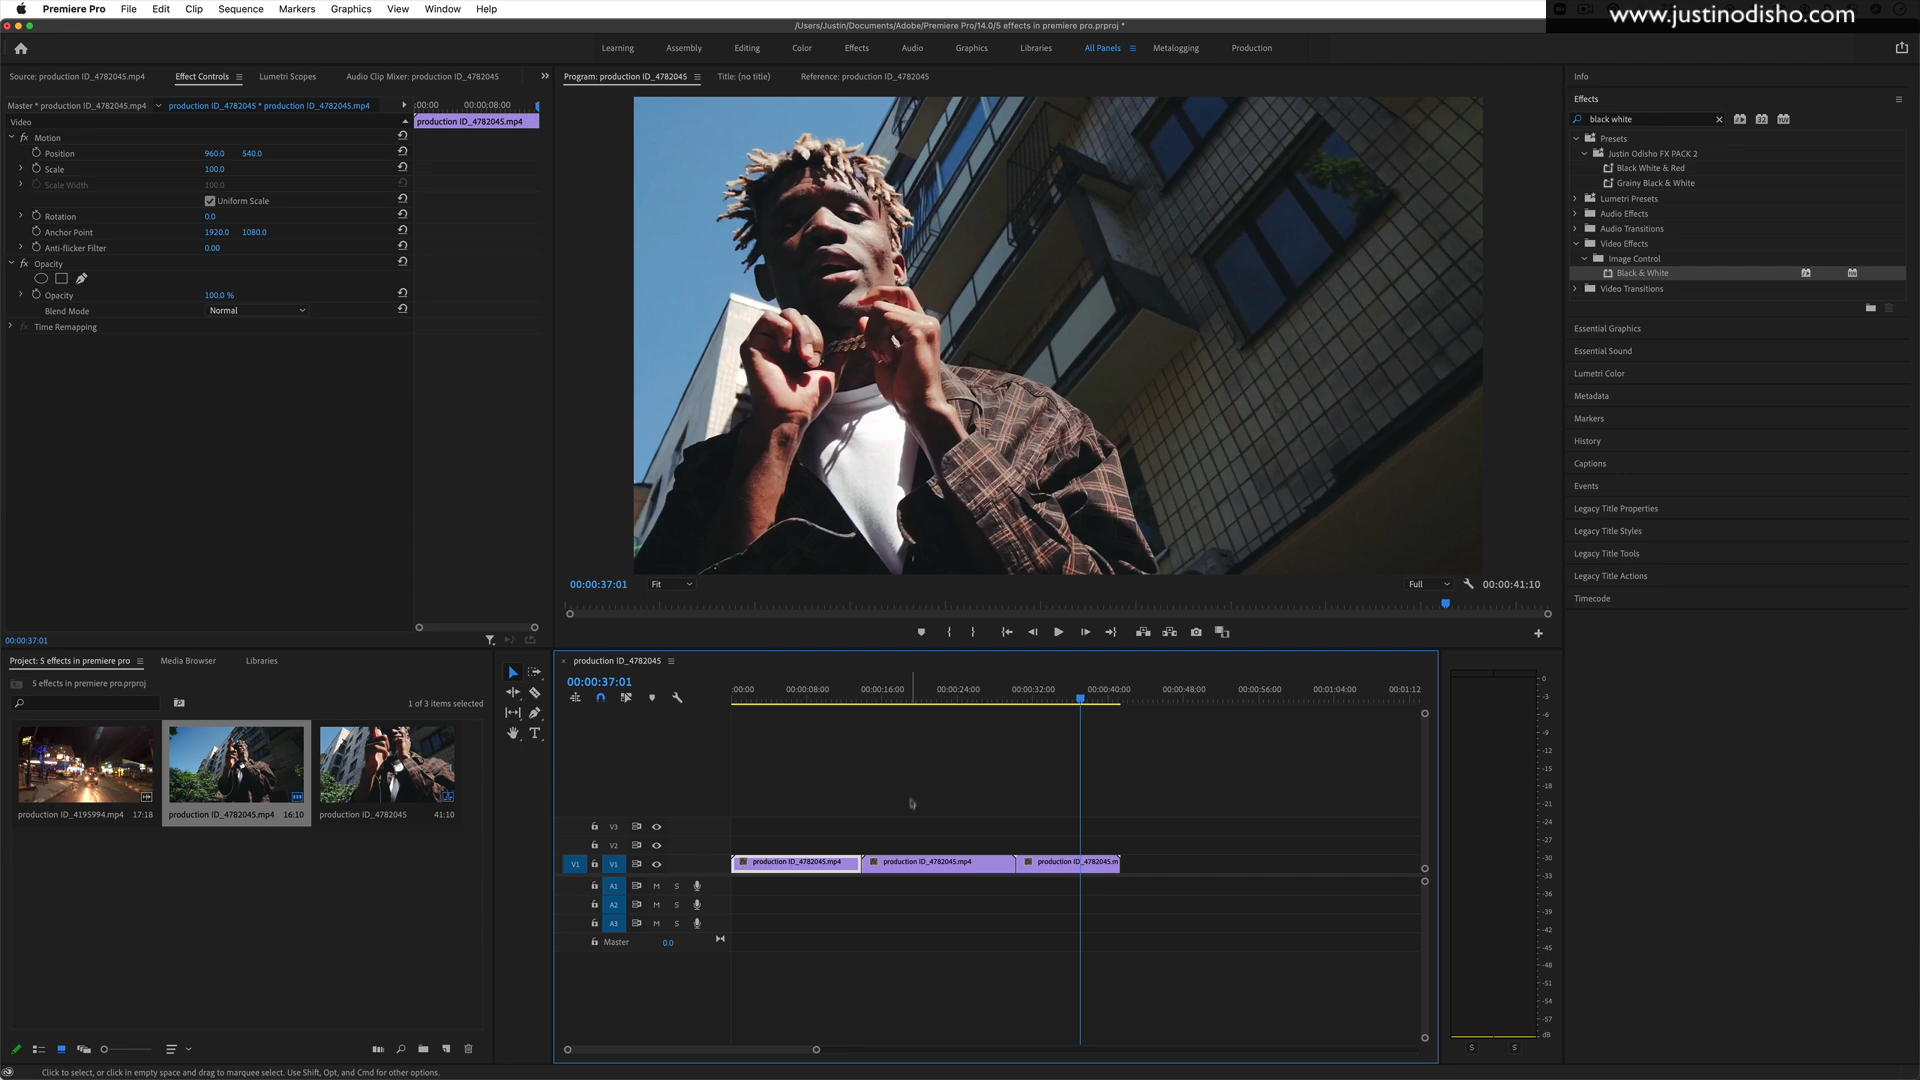 Premiere Pro File Edit Clip Sequence Markers Graphics View Window Help
www.justinodisho.com
/Users/Justin/Documents/Adobe/Premiere Pro/14.0/5 effects in premiere pro.prproj *
Learning Assembly Editing Color Effects Audio Graphics Libraries All Panels Metalogging Production
Source: production ID_4782045.mp4 Effect Controls Lumetri Scopes Audio Clip Mixer: production ID_4782045
Master * production ID_4782045.mp4 production ID_4782045 * production ID_4782045.mp4
:00:00 00:00:08:00
production ID_4782045.mp4
Video
fx Motion
Position 960.0 540.0
Scale 100.0
Scale Width 100.0
Uniform Scale
Rotation 0.0
Anchor Point 1920.0 1080.0
Anti-flicker Filter 0.00
fx Opacity
Opacity 100.0 %
Blend Mode Normal
fx Time Remapping
00:00:37:01
Program: production ID_4782045 Title: (no title) Reference: production ID_4782045
00:00:37:01 Fit Full 00:00:41:10
Info
Effects
black white
32
YUV
Presets
Justin Odisho FX PACK 2
Black White & Red
Grainy Black & White
Lumetri Presets
Audio Effects
Audio Transitions
Video Effects
Image Control
Black & White
Video Transitions
Essential Graphics
Essential Sound
Lumetri Color
Metadata
Markers
History
Captions
Events
Legacy Title Properties
Legacy Title Styles
Legacy Title Tools
Legacy Title Actions
Timecode
Project: 5 effects in premiere pro Media Browser Libraries
5 effects in premiere pro.prproj
1 of 3 items selected
production ID_4195994.mp4 17:18
production ID_4782045.mp4 16:10
production ID_4782045 41:10
T
production ID_4782045
00:00:37:01
:00:00 00:00:08:00 00:00:16:00 00:00:24:00 00:00:32:00 00:00:40:00 00:00:48:00 00:00:56:00 00:01:04:00 00:01:12
V3
V2
V1 V1
production ID_4782045.mp4 production ID_4782045.mp4 production ID_4782045.m
A1 M S
A2 M S
A3 M S
Master 0.0
0
-3
-6
-9
-12
-15
-18
-21
-24
-27
-30
-33
-36
-39
-42
-45
-48
-51
-54
-57
dB
S S
Click to select, or click in empty space and drag to marquee select. Use Shift, Opt, and Cmd for other options.